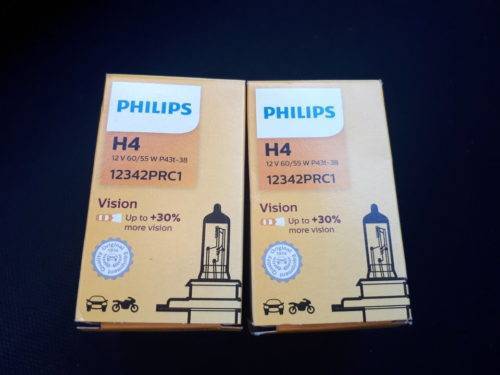 PHILIPS
H4
12 V 60/55 W P43t-38
12342PRC1
Vision
Up to +30%
more vision
PHILIPS
H4
12 V 60/55 W P43t-38
12342PRC1
Vision
Up to +30%
more vision